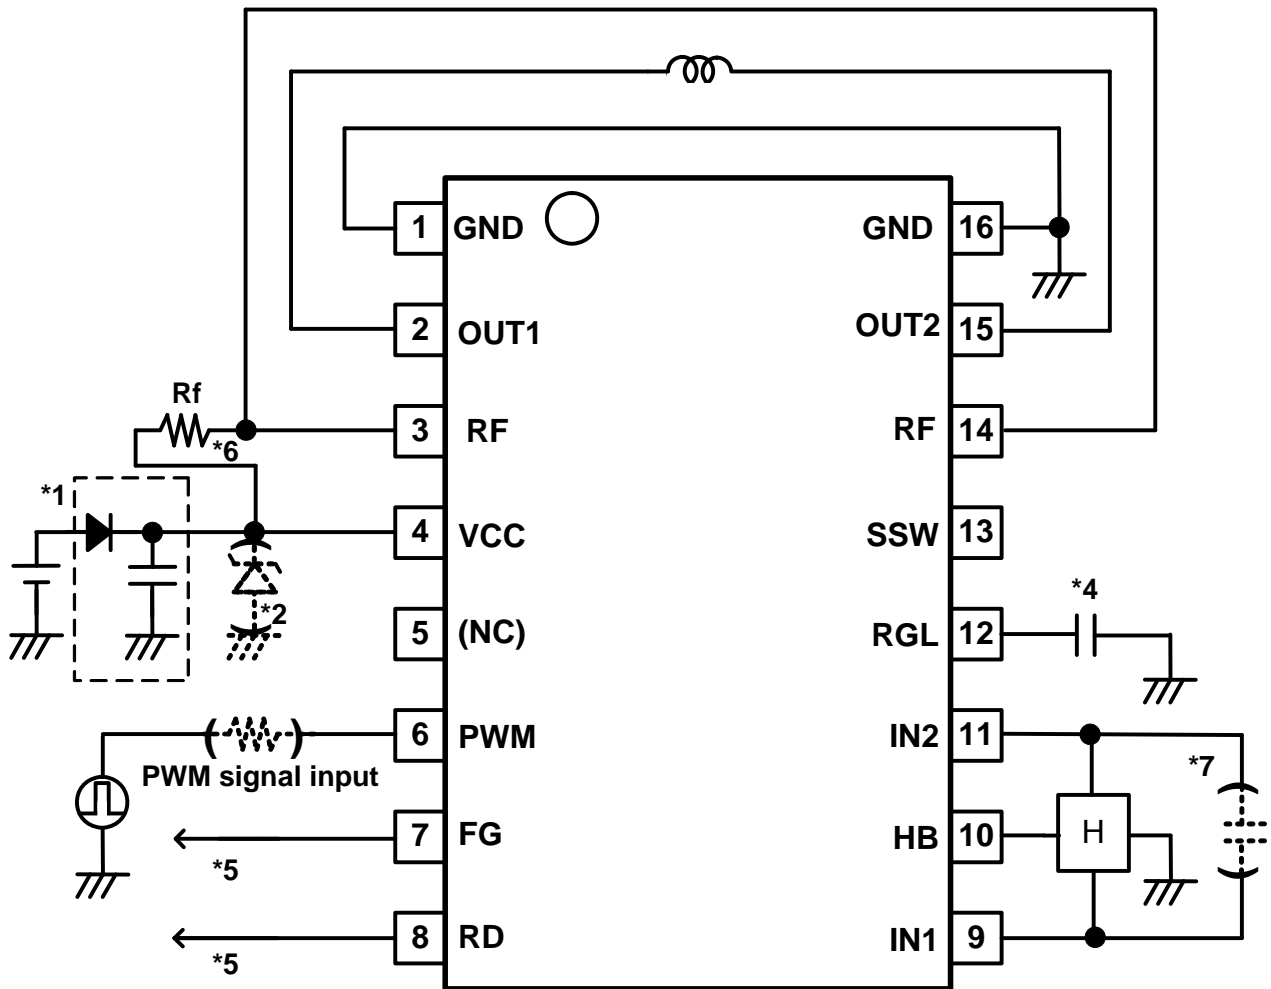 1 GND GND 16
2 OUT1 OUT2 15
Rf
*6
3 RF RF 14
*1
4 VCC SSW 13
*2
*4
5 (NC) RGL 12
6 PWM IN2 11
PWM signal input
*7
7 FG HB 10
H
*5
8 RD IN1 9
*5